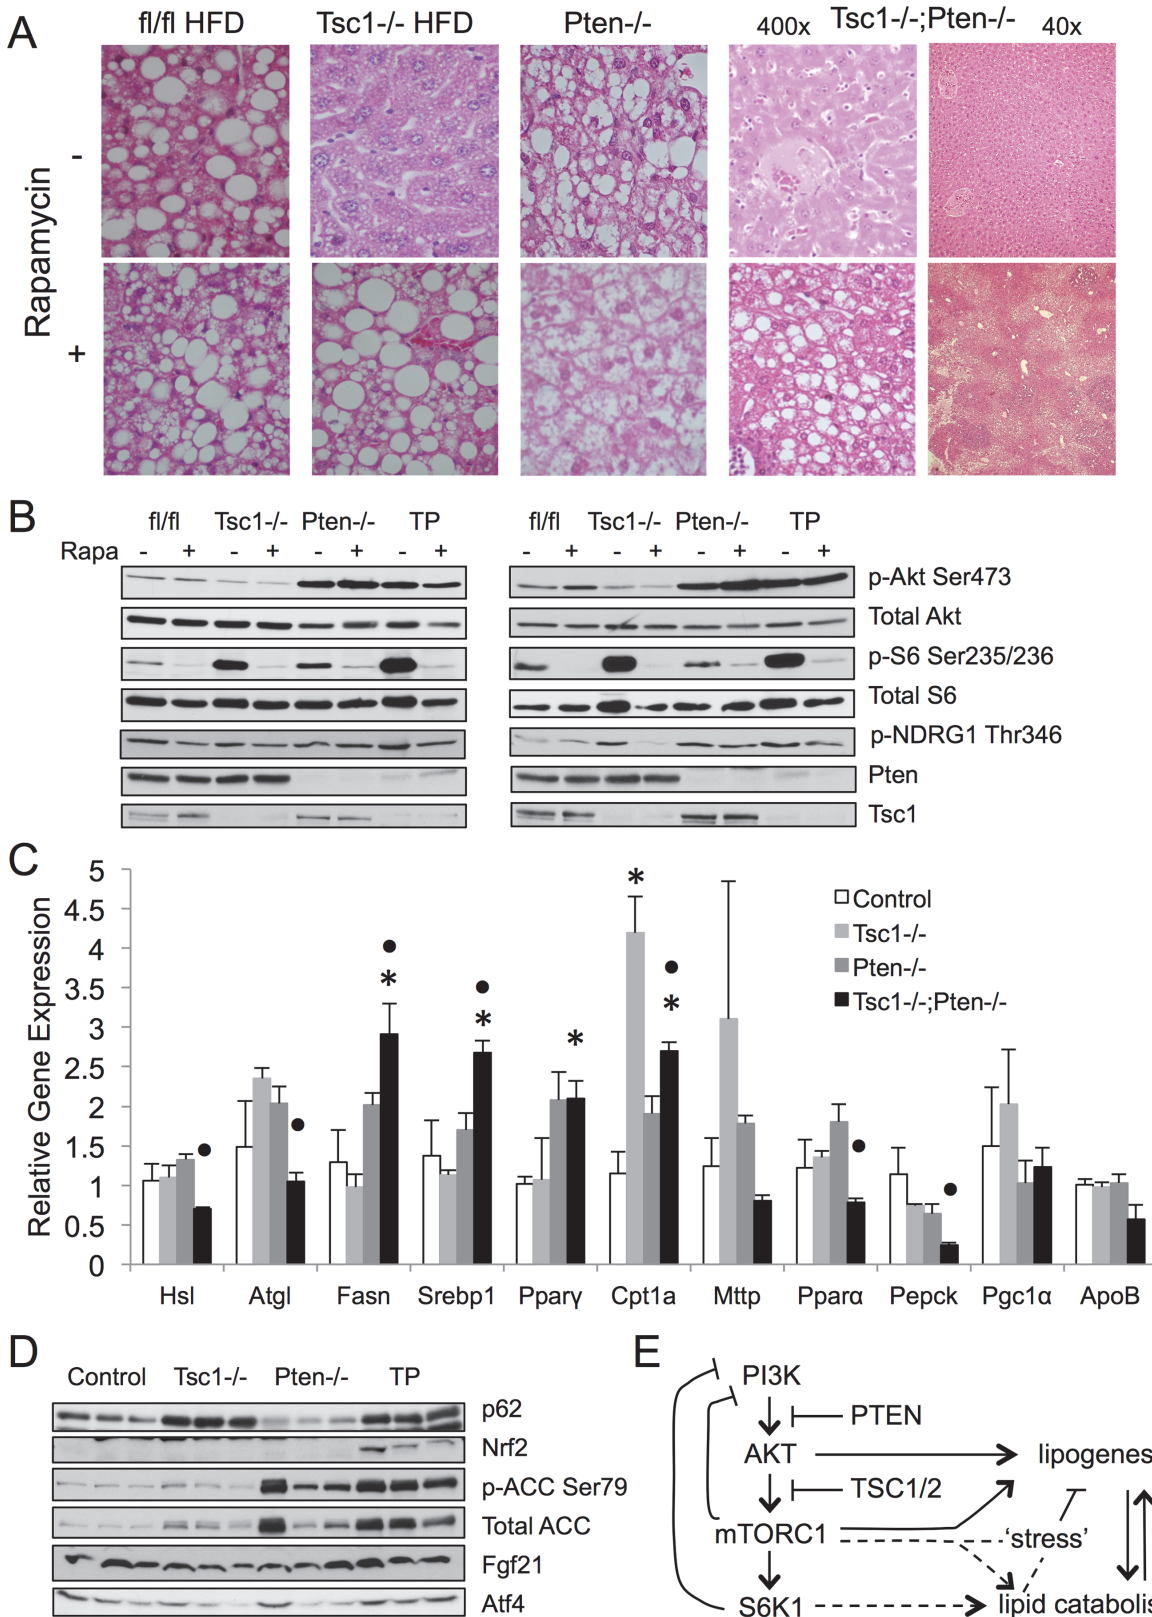 A
fl/fl HFD
Tsc1-/- HFD
Pten-/-
400x
Tsc1-/-;Pten-/-
40x
Rapamycin
-
+
B
fl/fl Tsc1-/- Pten-/- TP
fl/fl Tsc1-/- Pten-/- TP
Rapa - + - + - + - +
- + - + - + - +
p-Akt Ser473
Total Akt
p-S6 Ser235/236
Total S6
p-NDRG1 Thr346
Pten
Tsc1
C
Relative Gene Expression
5
4.5
4
3.5
3
2.5
2
1.5
1
0.5
0
Control
Tsc1-/-
Pten-/-
Tsc1-/-;Pten-/-
* * * * *
Hsl Atgl Fasn Srebp1 Pparγ Cpt1a Mttp Pparα Pepck Pgc1α ApoB
D
Control Tsc1-/- Pten-/- TP
p62
Nrf2
p-ACC Ser79
Total ACC
Fgf21
Atf4
E
PI3K
PTEN
AKT
lipogenes
TSC1/2
mTORC1
‘stress’
S6K1
lipid catabolis